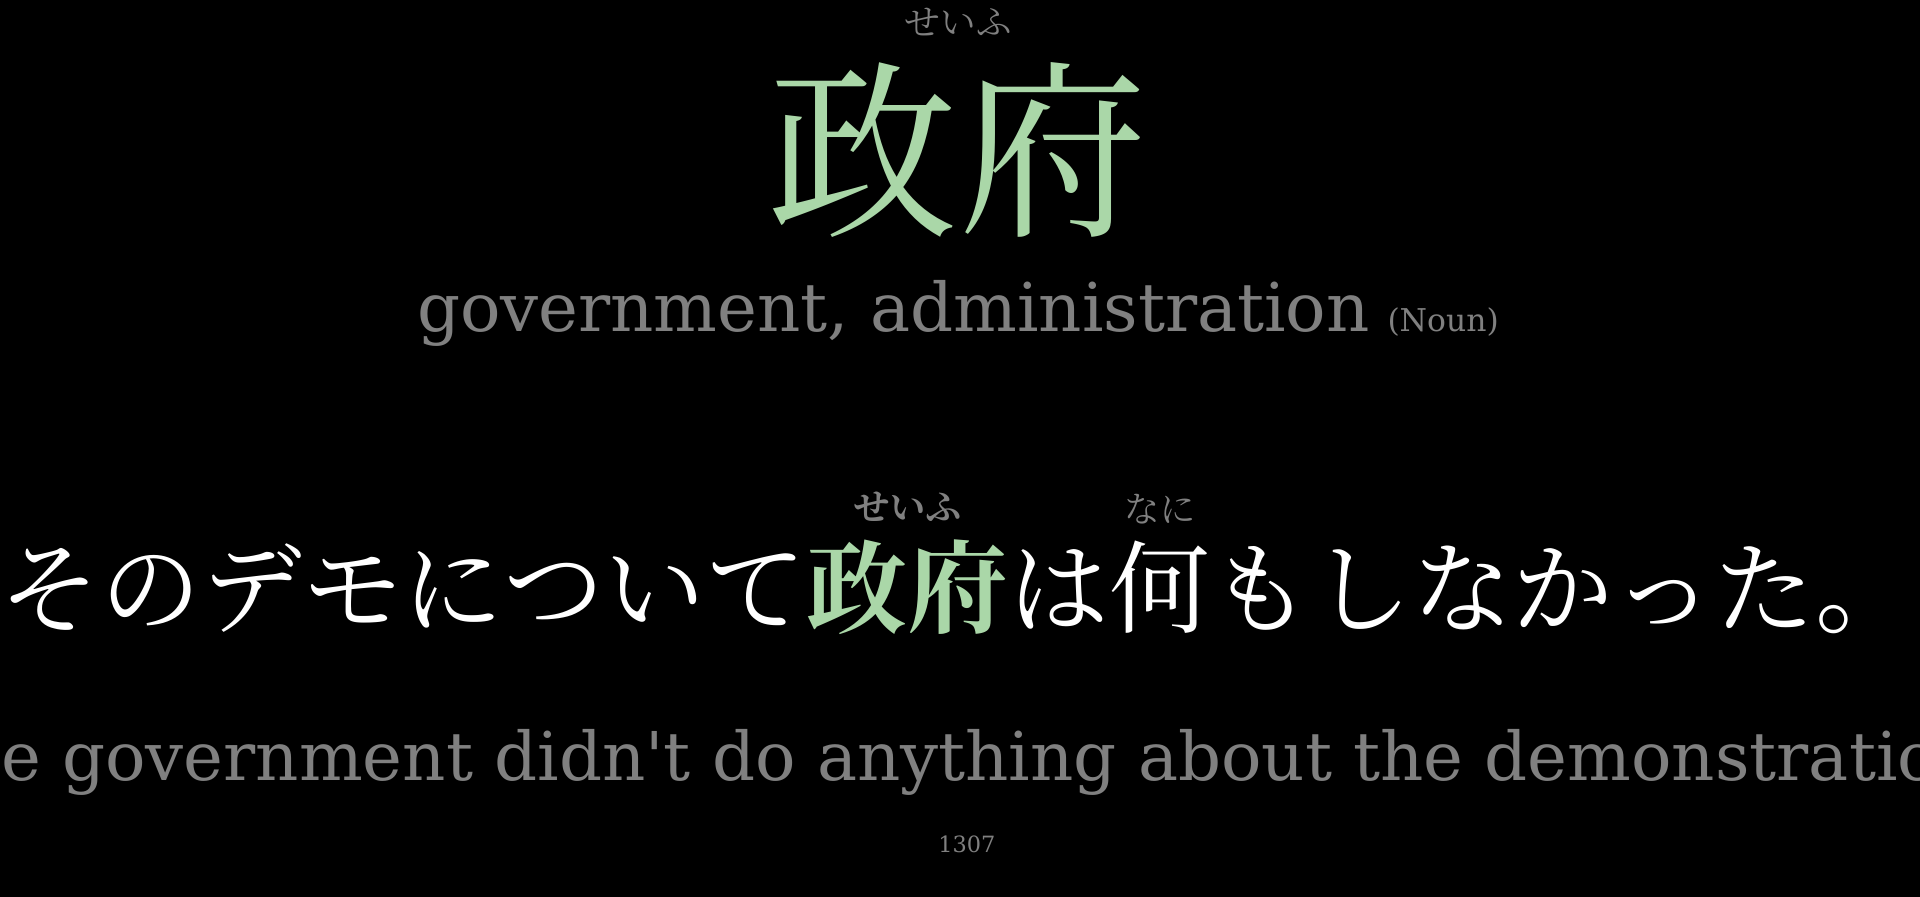 せいふ
政府
government, administration (Noun)
せいふ なに
そのデモについて政府は何もしなかった。
e government didn't do anything about the demonstratio
1307